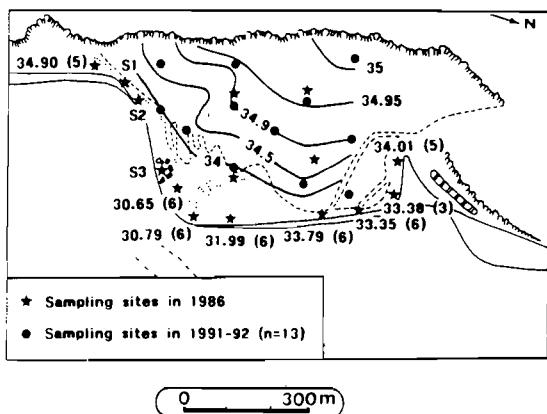 N
35
S1
34.90 (5)
34.95
S2
34.9
34.5
34.01 (5)
34
S3
30.65 (6)
33.38 (3)
30.79 (6)
31.99 (6)
33.79 (6)
33.35 (6)
Sampling sites in 1986
Sampling sites in 1991-92 (n=13)
0 300m